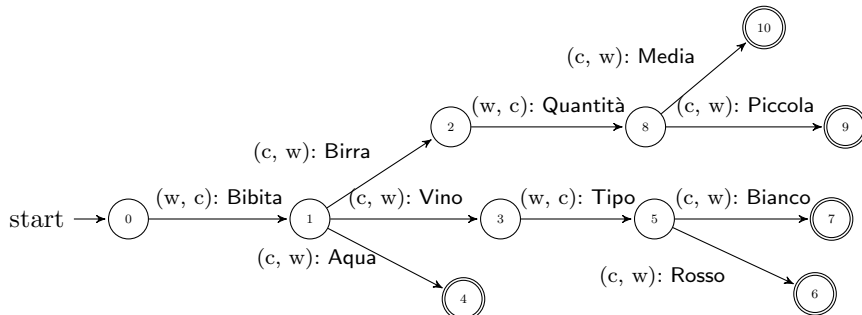 10
(c, w): Media
2
(w, c): Quantità
8
(c, w): Piccola
9
(c, w): Birra
start
0
(w, c): Bibita
1
(c, w): Vino
3
(w, c): Tipo
5
(c, w): Bianco
7
(c, w): Aqua
4
(c, w): Rosso
6